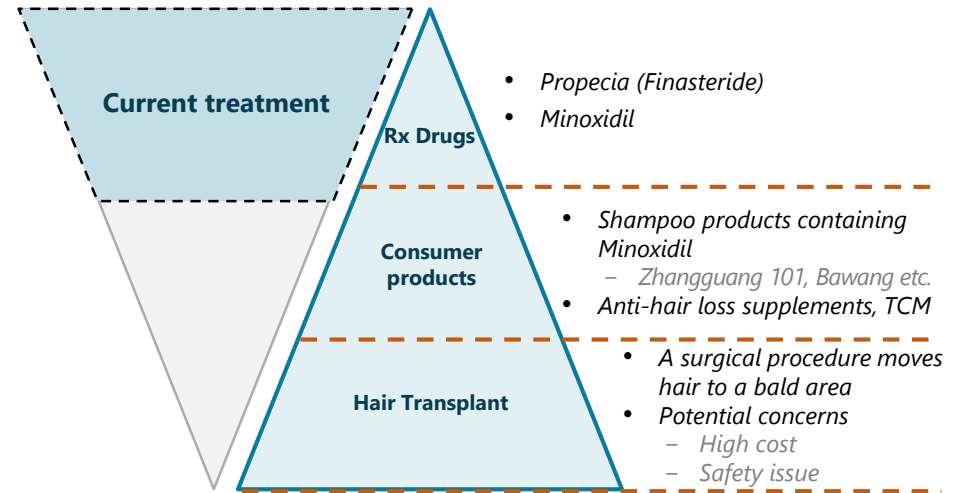 Current treatment
Rx Drugs
• Propecia (Finasteride)
• Minoxidil
Consumer
products
• Shampoo products containing
Minoxidil
– Zhangguang 101, Bawang etc.
• Anti-hair loss supplements, TCM
Hair Transplant
• A surgical procedure moves
hair to a bald area
• Potential concerns
– High cost
– Safety issue